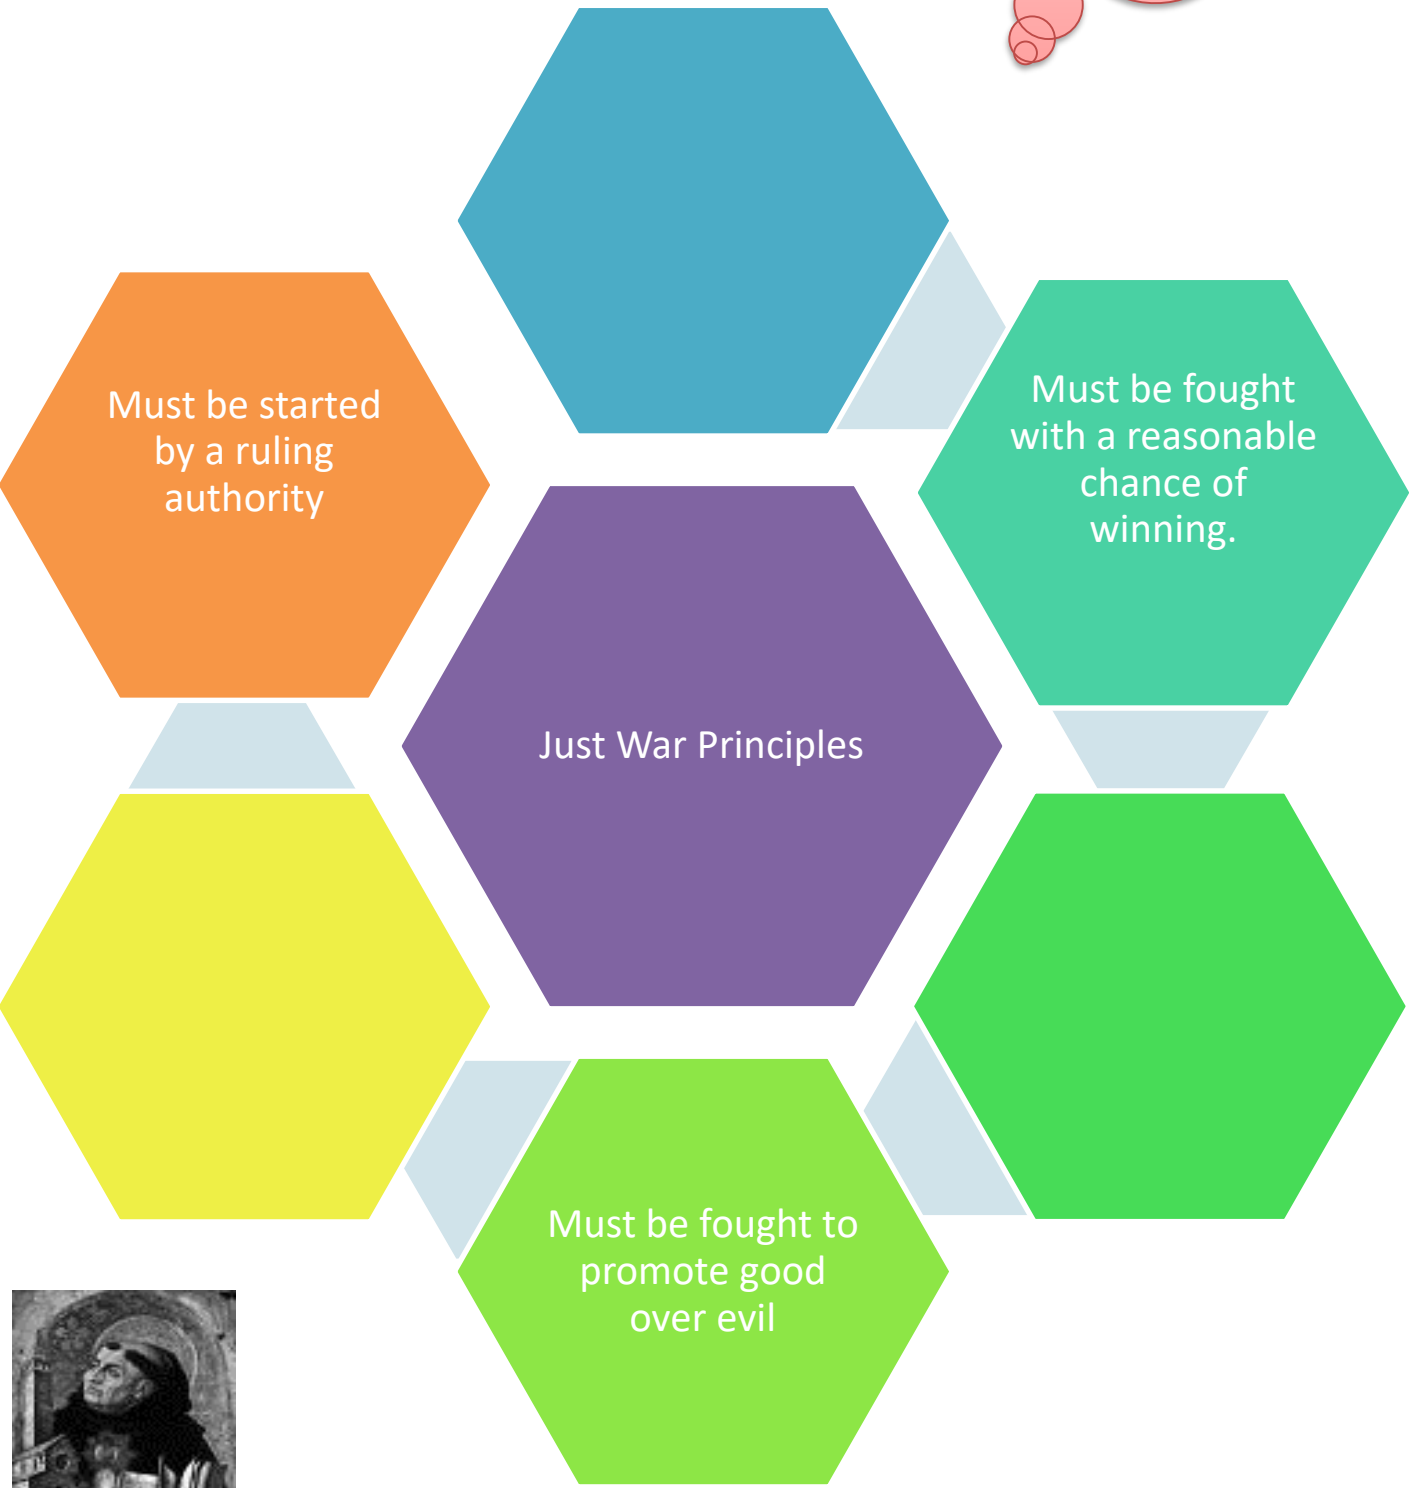 Must be started
by a ruling
authority
Must be fought
with a reasonable
chance of
winning.
Just War Principles
Must be fought to
promote good
over evil